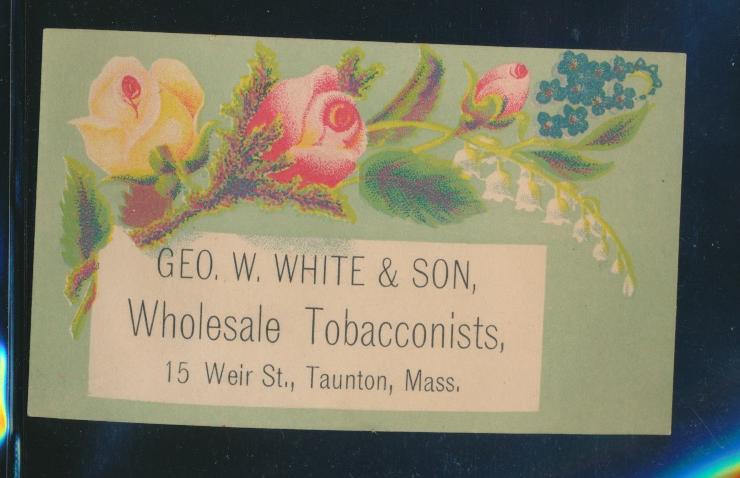 GEO. W. WHITE & SON,
Wholesale Tobacconists,
15 Weir St., Taunton, Mass.